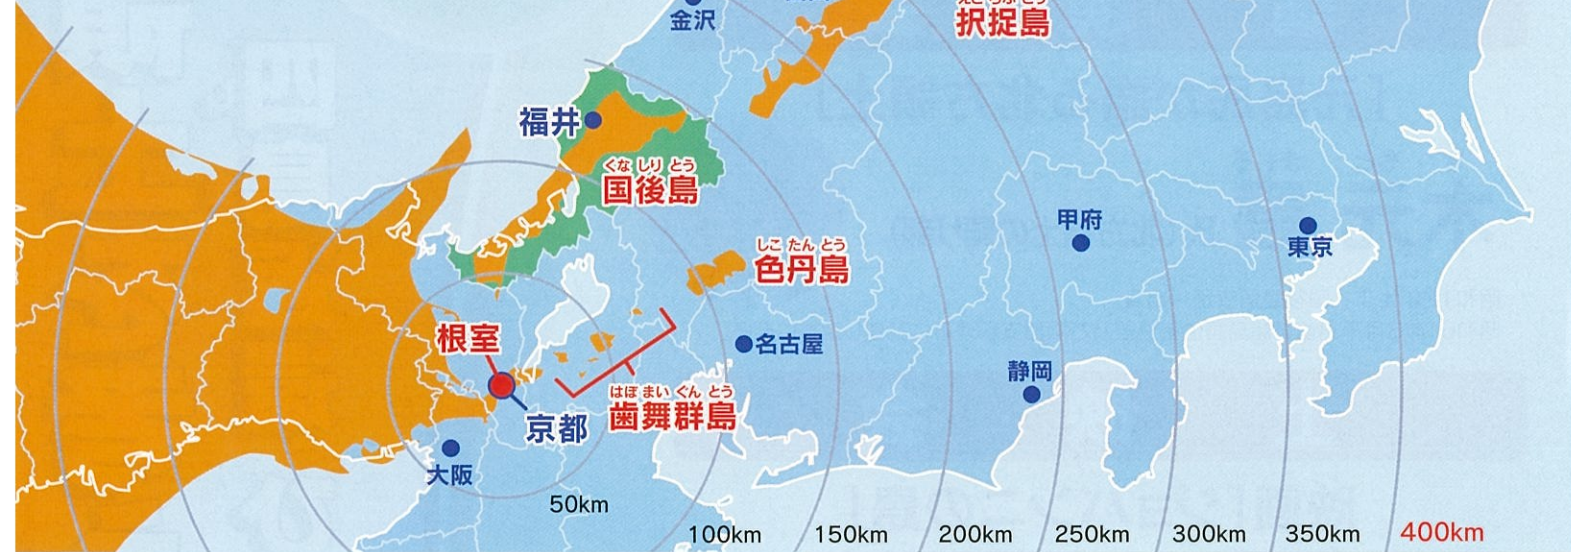 金沢
択捉島
福井
くなしりとう
国後島
甲府
東京
しこたんとう
色丹島
根室
名古屋
静岡
はぼまいぐんとう
歯舞群島
京都
大阪
50km
100km
150km
200km
250km
300km
350km
400km